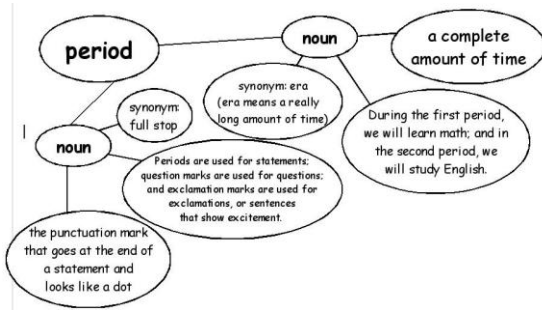 period
noun
a complete
amount of time
synonym: era
(era means a really
long amount of time)
During the first period,
we will learn math; and in
the second period, we
will study English.
synonym:
full stop
noun
Periods are used for statements;
question marks are used for questions;
and exclamation marks are used for
exclamations, or sentences
that show excitement.
the punctuation mark
that goes at the end of
a statement and
looks like a dot